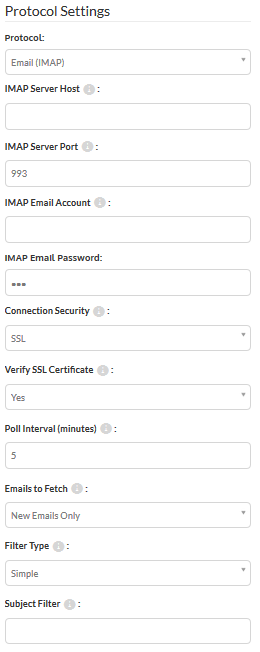 Protocol Settings
Protocol:
Email (IMAP)
IMAP Server Host :
IMAP Server Port :
993
IMAP Email Account :
IMAP Email Password:
•••
Connection Security :
SSL
Verify SSL Certificate :
Yes
Poll Interval (minutes) :
5
Emails to Fetch :
New Emails Only
Filter Type :
Simple
Subject Filter :